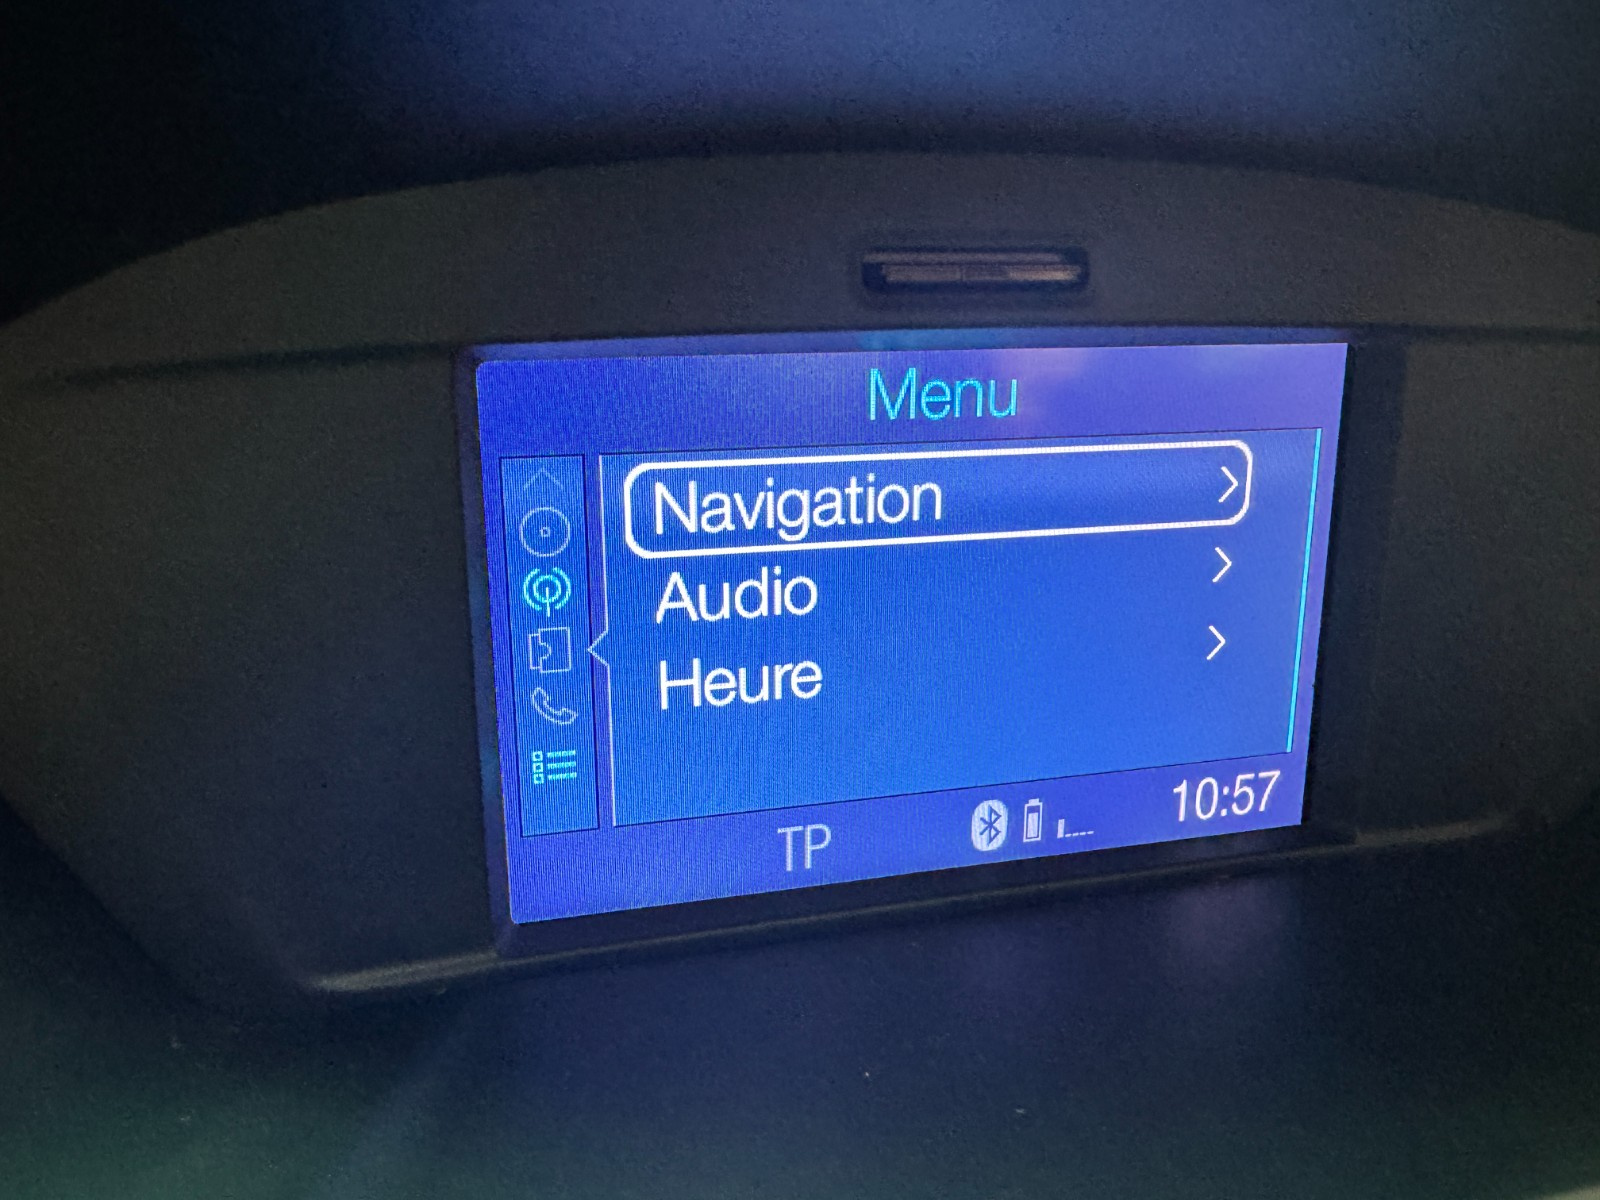 Menu
Navigation
Audio
Heure
TP
10:57